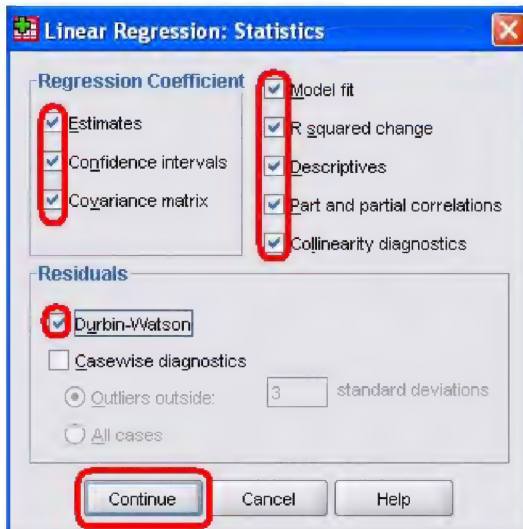 Linear Regression: Statistics
Regression Coefficient
Estimates
Confidence intervals
Covariance matrix
Model fit
R squared change
Descriptives
Part and partial correlations
Collinearity diagnostics
Residuals
Durbin-Watson
Casewise diagnostics
Outliers outside: 3 standard deviations
All cases
Continue Cancel Help